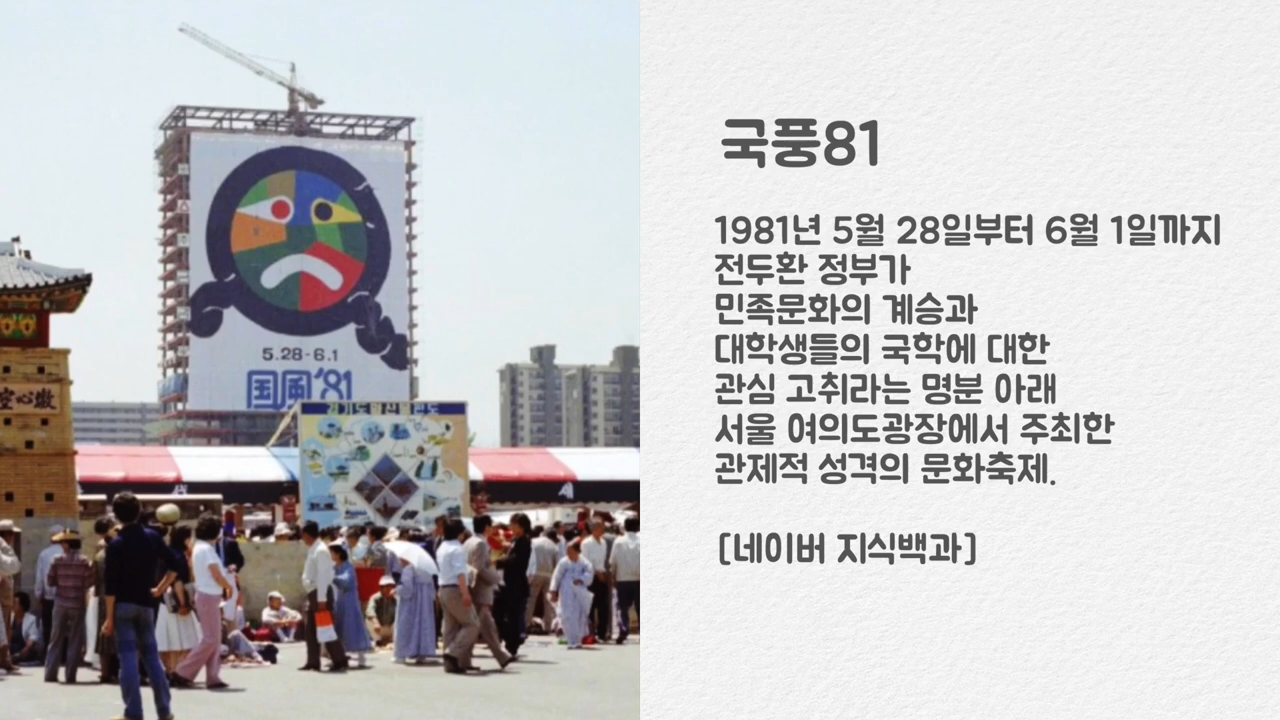 空心墩
5.28-6.1
国風'81
국풍81
1981년 5월 28일부터 6월 1일까지
전두환 정부가
민족문화의 계승과
대학생들의 국학에 대한
관심 고취라는 명분 아래
서울 여의도광장에서 주최한
관제적 성격의 문화축제.
[네이버 지식백과]